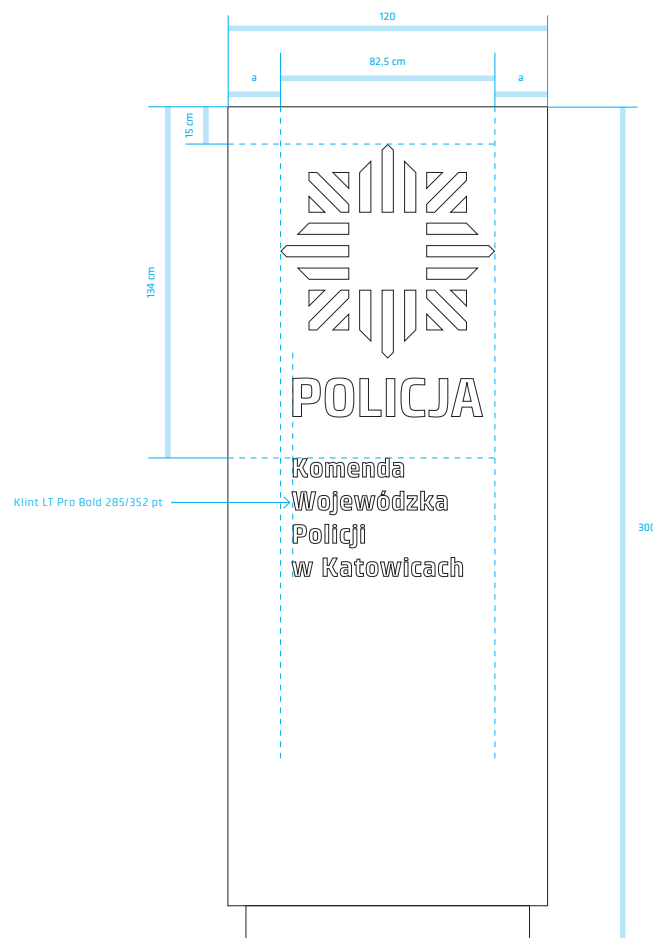 120
82,5 cm
a
a
15 cm
134 cm
POLICJA
Komenda
Wojewódzka
Policji
w Katowicach
Klint LT Pro Bold 285/352 pt